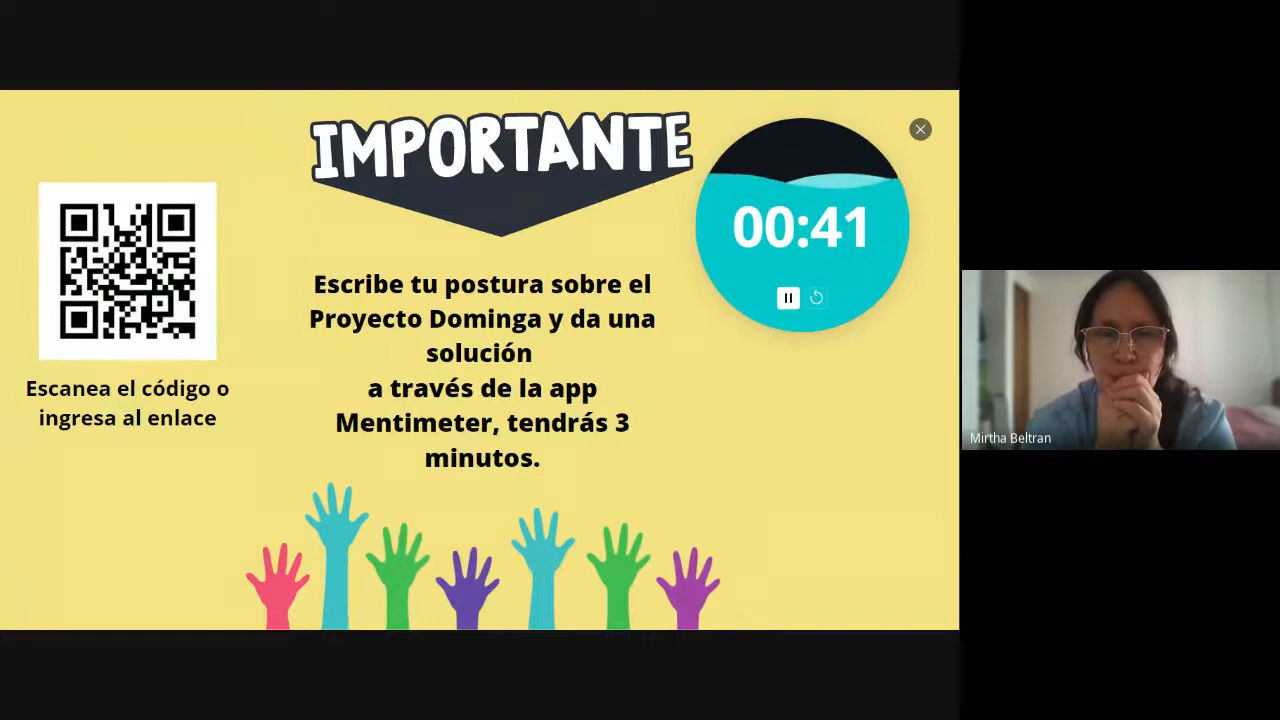 IMPORTANTE
00:41
Escribe tu postura sobre el
Proyecto Dominga y da una
solución
a través de la app
Mentimeter, tendrás 3
minutos.
Escanea el código o
ingresa al enlace
Mirtha Beltran